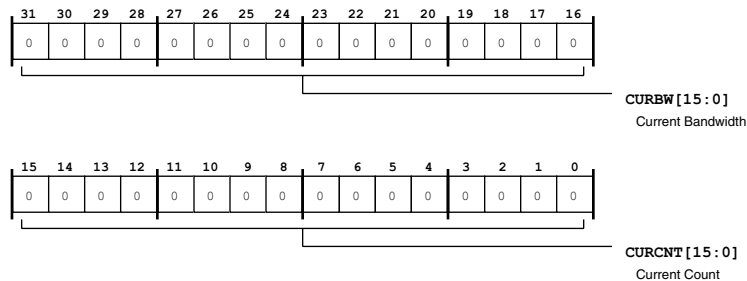 31 30 29 28 27 26 25 24 23 22 21 20 19 18 17 16
0 0 0 0 0 0 0 0 0 0 0 0 0 0 0 0
CURBW[15:0]
Current Bandwidth
15 14 13 12 11 10 9 8 7 6 5 4 3 2 1 0
0 0 0 0 0 0 0 0 0 0 0 0 0 0 0 0
CURCNT[15:0]
Current Count